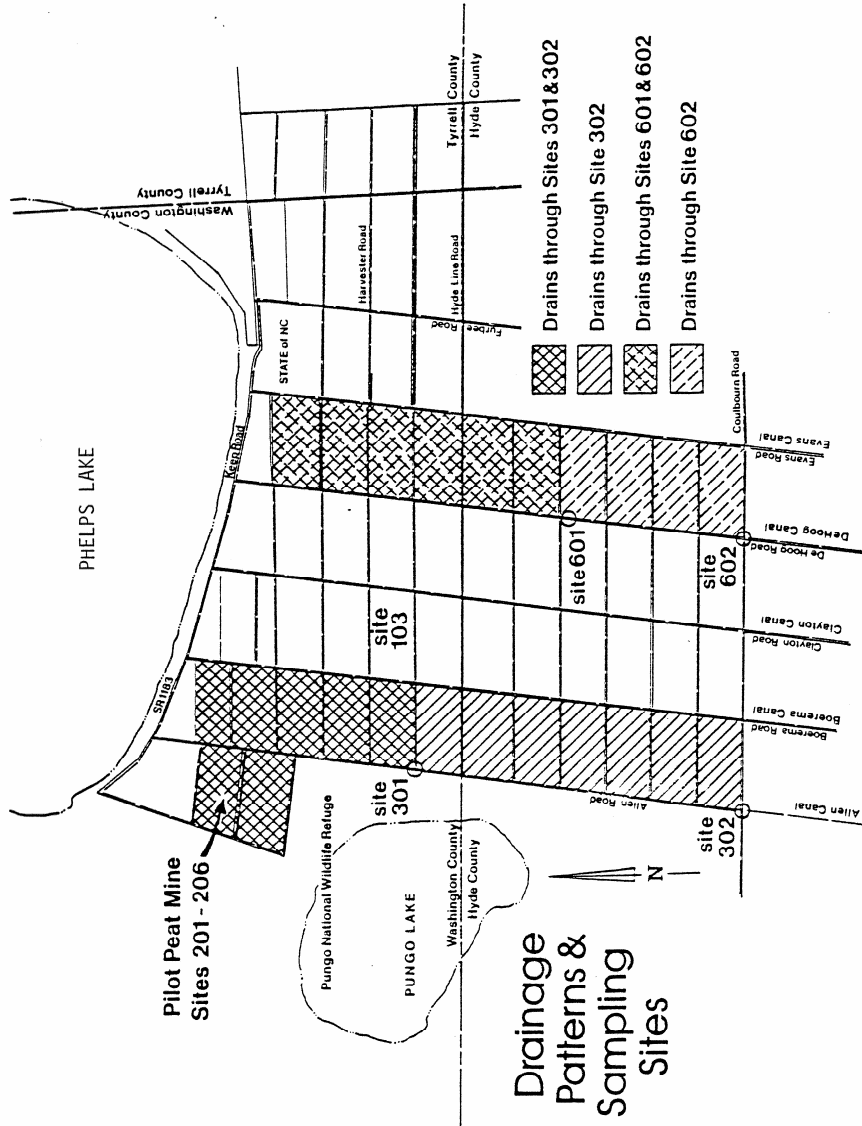 PHELPS LAKE
Washington County
Tyrrell County
SR1183
Keep Road
STATE of NC
Harvester Road
Hyde Line Road
Furbee Road
Tyrrell County
Hyde County
Pilot Peat Mine
Sites 201-206
Pungo National Wildlife Refuge
PUNGO LAKE
Washington County
Hyde County
site
103
site
301
site 601
site
302
site
602
Allen Road
Allen Canal
Boerema Road
Boerema Canal
Clayton Road
Clayton Canal
De Hoog Road
DeHoog Canal
Evans Road
Evans Canal
Coulbourn Road
N
Drainage
Patterns &
Sampling
Sites
Drains through Sites 301&302
Drains through Site 302
Drains through Sites 601&602
Drains through Site 602